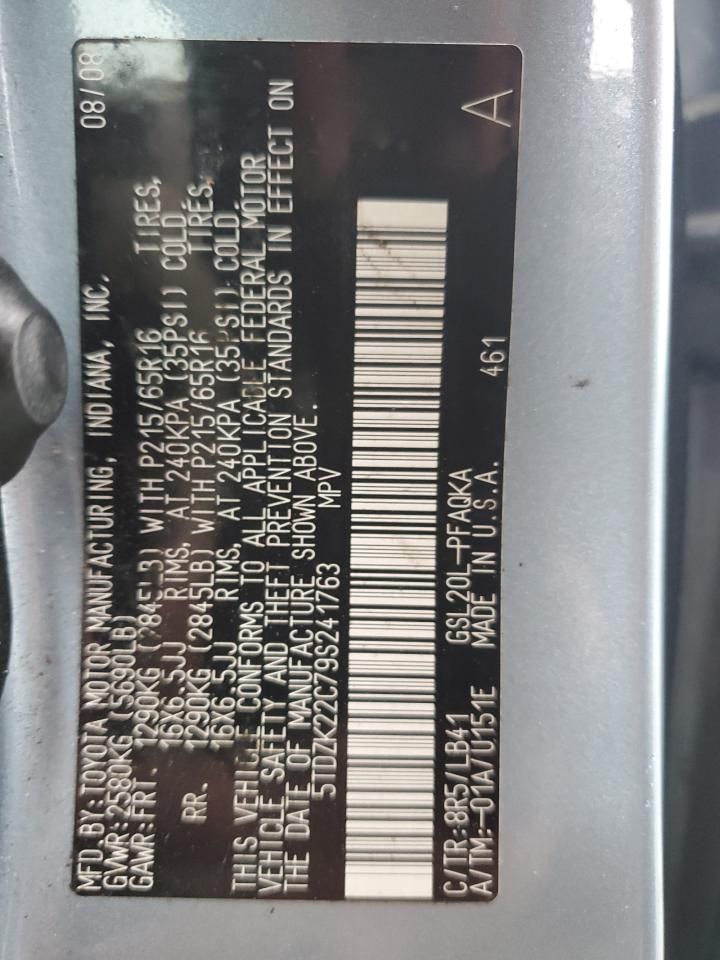 MFD.BY:TOYOTA MOTOR MANUFACTURING, INDIANA, INC. 08/08
GVWR:2580KG (5690LB)
GAWR:FRT. 1290KG (2845LB) WITH P215/65R16 TIRES,
16X6.5JJ RIMS, AT 240KPA (35PSI) COLD
RR. 1290KG (2845LB) WITH P215/65R16 TIRES,
16X6.5JJ RIMS, AT 240KPA (35PSI) COLD.
THIS VEHICLE CONFORMS TO ALL APPLICABLE FEDERAL MOTOR
VEHICLE SAFETY AND THEFT PREVENTION STANDARDS IN EFFECT ON
THE DATE OF MANUFACTURE SHOWN ABOVE.
5TDZK22C79S241763 MPV
C/TR:8R5/LB41 GSL20L-PFAQKA
A/TM:-01A/U151E MADE IN U.S.A. 461 A